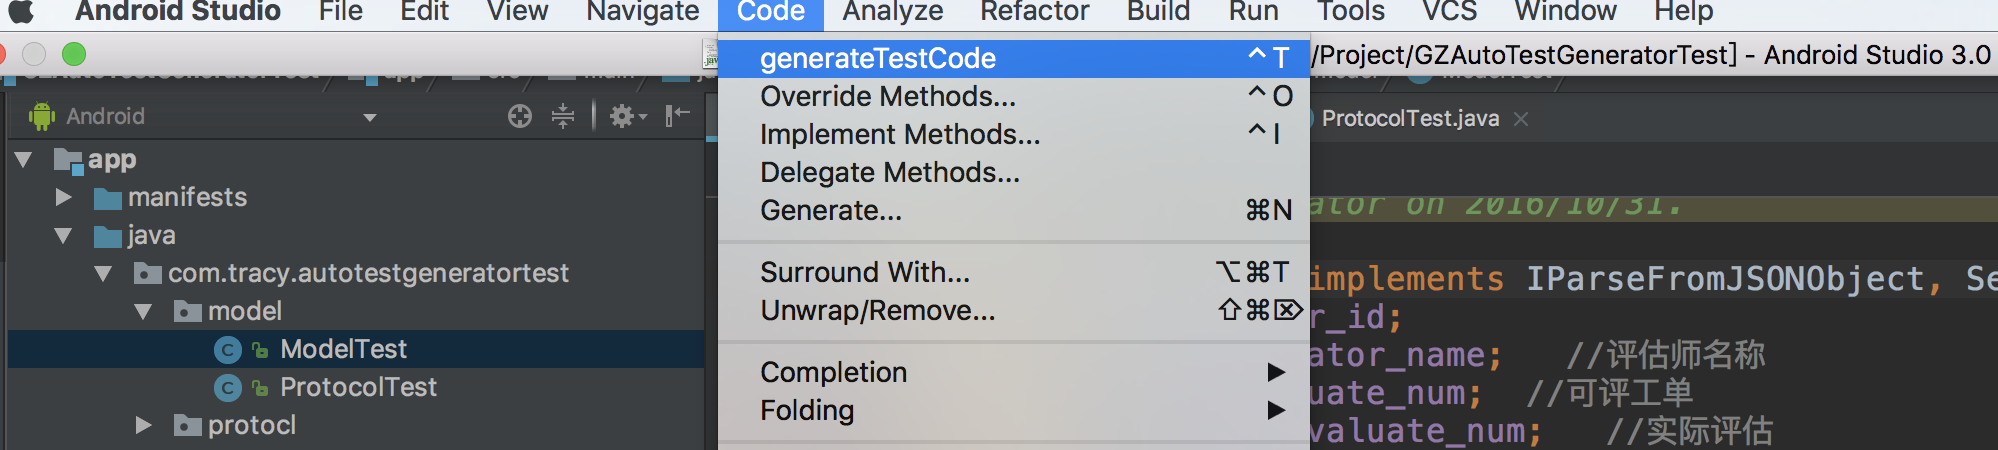 Android Studio File Edit View Navigate Code Analyze Refactor Build Run Tools VCS Window Help
/Project/GZAutoTestGeneratorTest] - Android Studio 3.0
generateTestCode ^T
Override Methods... ^O
Implement Methods... ^I
Delegate Methods...
Generate... ⌘N
Surround With... ⌥⌘T
Unwrap/Remove... ⇧⌘⌦
Completion
Folding
Android
app
manifests
java
com.tracy.autotestgeneratortest
model
ModelTest
ProtocolTest
protocl
ProtocolTest.java
ator on 2016/10/31.
implements IParseFromJSONObject, Se
r_id;
ator_name; //评估师名称
uate_num; //可评工单
valuate_num; //实际评估